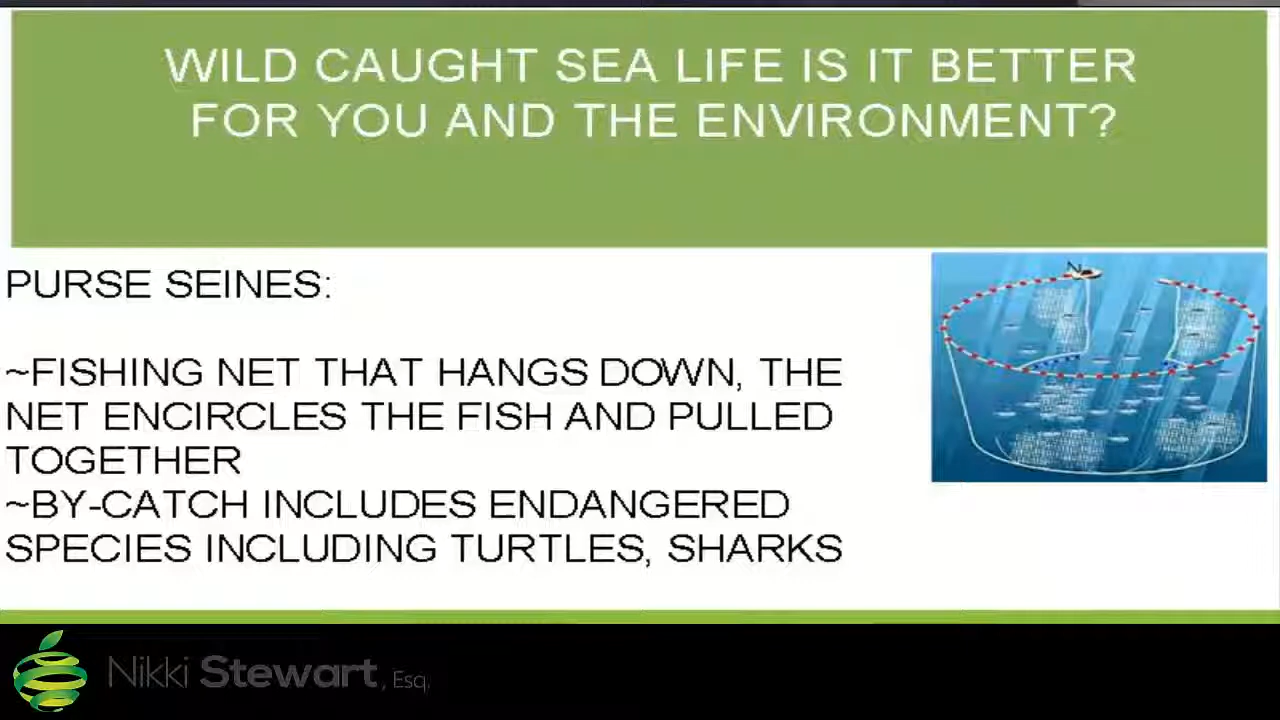 WILD CAUGHT SEA LIFE IS IT BETTER
FOR YOU AND THE ENVIRONMENT?
PURSE SEINES:
~FISHING NET THAT HANGS DOWN, THE
NET ENCIRCLES THE FISH AND PULLED
TOGETHER
~BY-CATCH INCLUDES ENDANGERED
SPECIES INCLUDING TURTLES, SHARKS
Nikki Stewart, Esq.